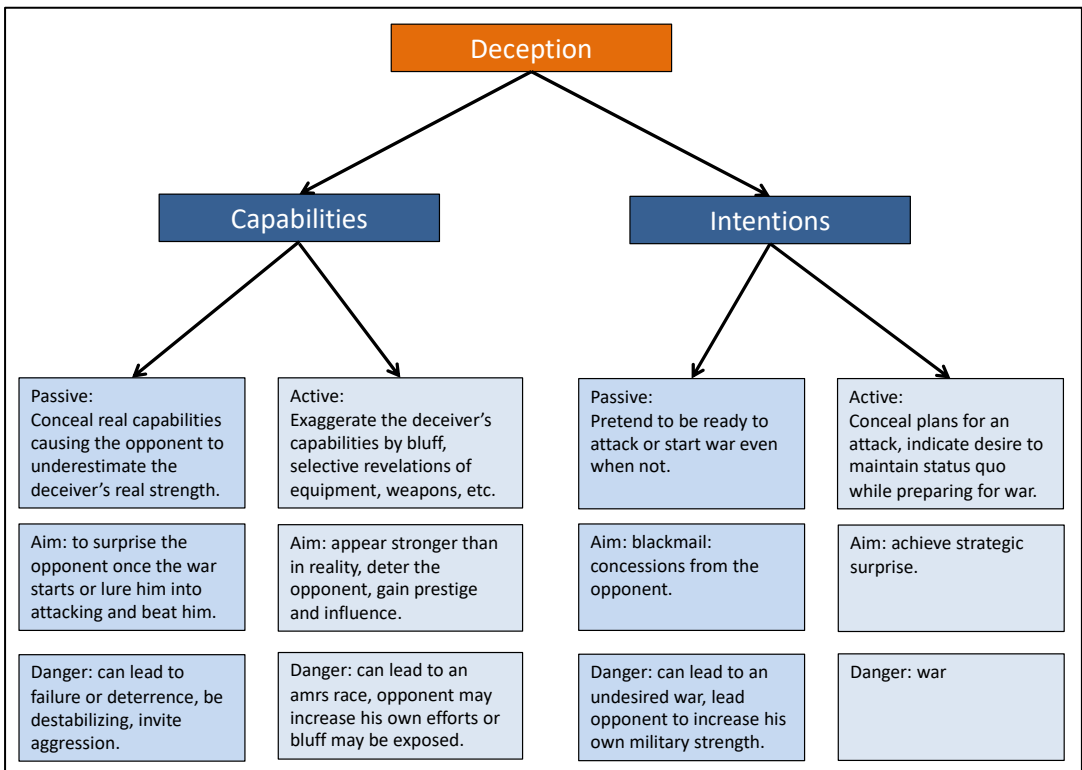 Deception
Capabilities
Intentions
Passive:
Conceal real capabilities
causing the opponent to
underestimate the
deceiver’s real strength.
Active:
Exaggerate the deceiver’s
capabilities by bluff,
selective revelations of
equipment, weapons, etc.
Passive:
Pretend to be ready to
attack or start war even
when not.
Active:
Conceal plans for an
attack, indicate desire to
maintain status quo
while preparing for war.
Aim: to surprise the
opponent once the war
starts or lure him into
attacking and beat him.
Aim: appear stronger than
in reality, deter the
opponent, gain prestige
and influence.
Aim: blackmail:
concessions from the
opponent.
Aim: achieve strategic
surprise.
Danger: can lead to
failure or deterrence, be
destabilizing, invite
aggression.
Danger: can lead to an
amrs race, opponent may
increase his own efforts or
bluff may be exposed.
Danger: can lead to an
undesired war, lead
opponent to increase his
own military strength.
Danger: war